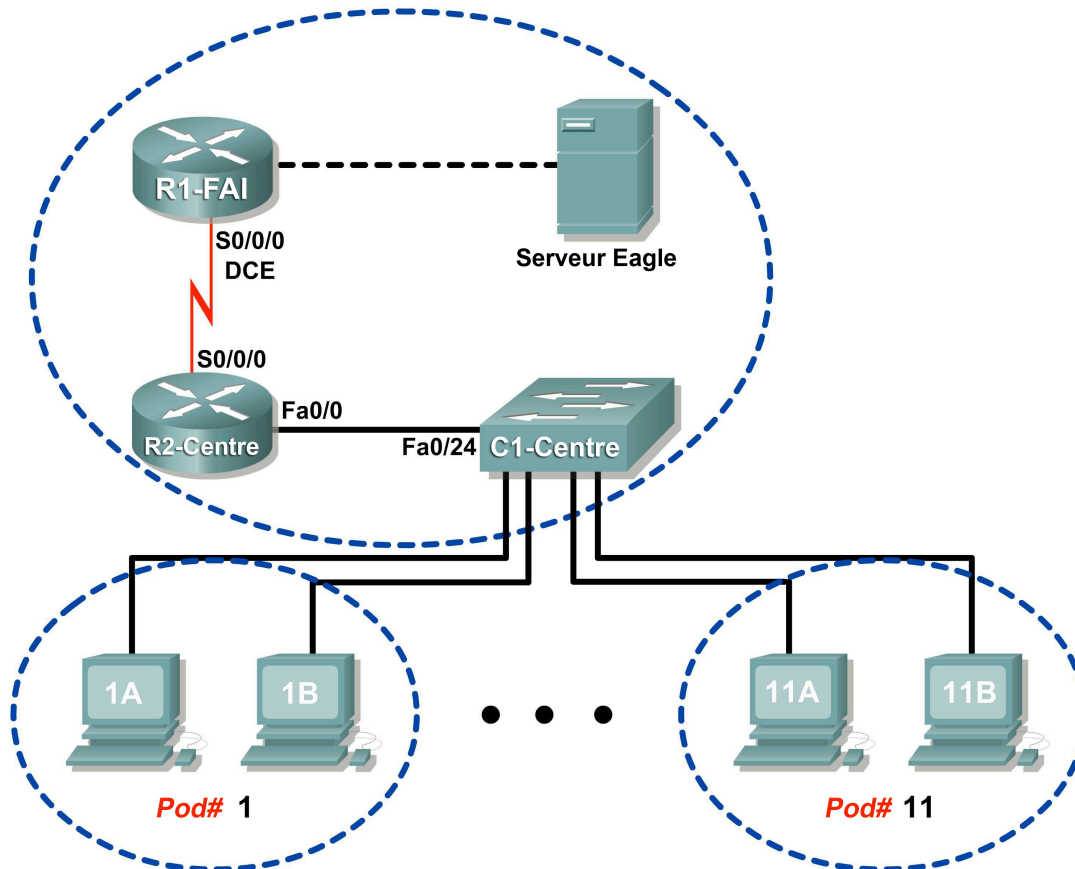 R1-FAI
S0/0/0
DCE
Serveur Eagle
S0/0/0
R2-Centre
Fa0/0
Fa0/24
C1-Centre
1A
1B
11A
11B
Pod# 1
Pod# 11